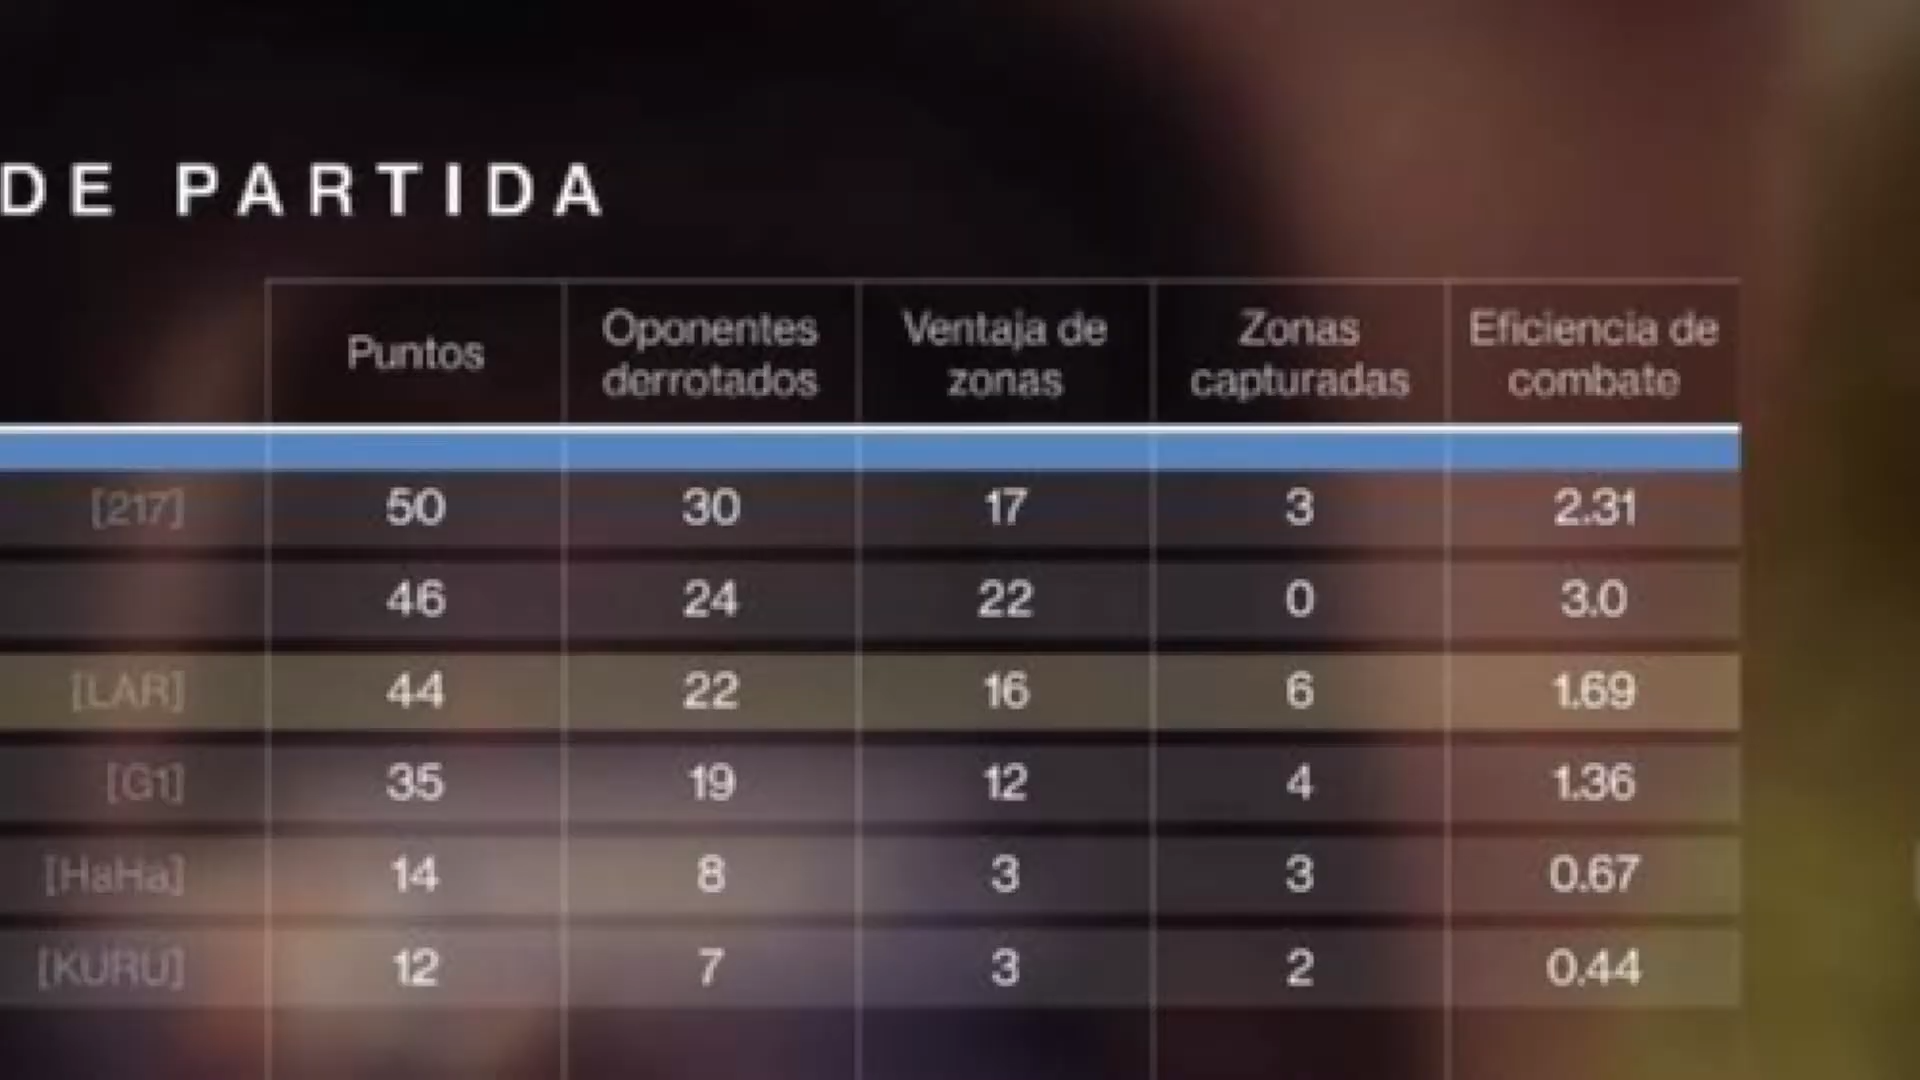 DE PARTIDA
Puntos Oponentes derrotados Ventaja de zonas Zonas capturadas Eficiencia de combate
[217] 50 30 17 3 2.31
46 24 22 0 3.0
[LAR] 44 22 16 6 1.69
[G1] 35 19 12 4 1.36
[HaHa] 14 8 3 3 0.67
[KURU] 12 7 3 2 0.44